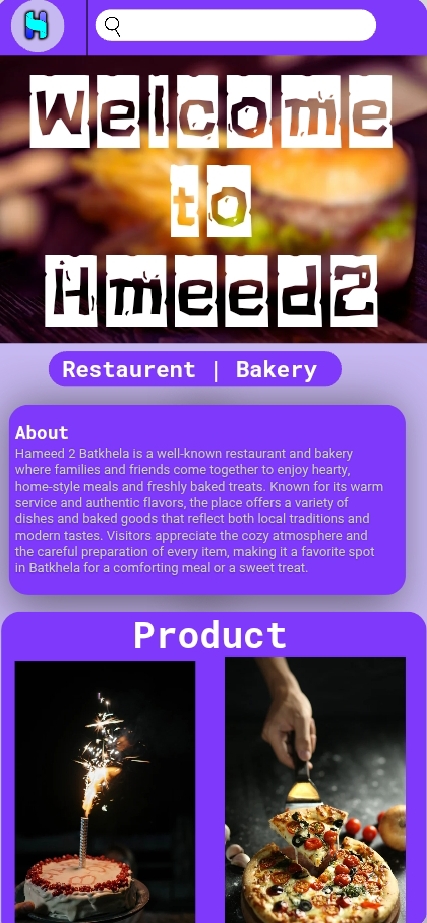 H
Welcome
to
Hmeed2
Restaurent | Bakery
About
Hameed 2 Batkhela is a well-known restaurant and bakery
where families and friends come together to enjoy hearty,
home-style meals and freshly baked treats. Known for its warm
service and authentic flavors, the place offers a variety of
dishes and baked goods that reflect both local traditions and
modern tastes. Visitors appreciate the cozy atmosphere and
the careful preparation of every item, making it a favorite spot
in Batkhela for a comforting meal or a sweet treat.
Product